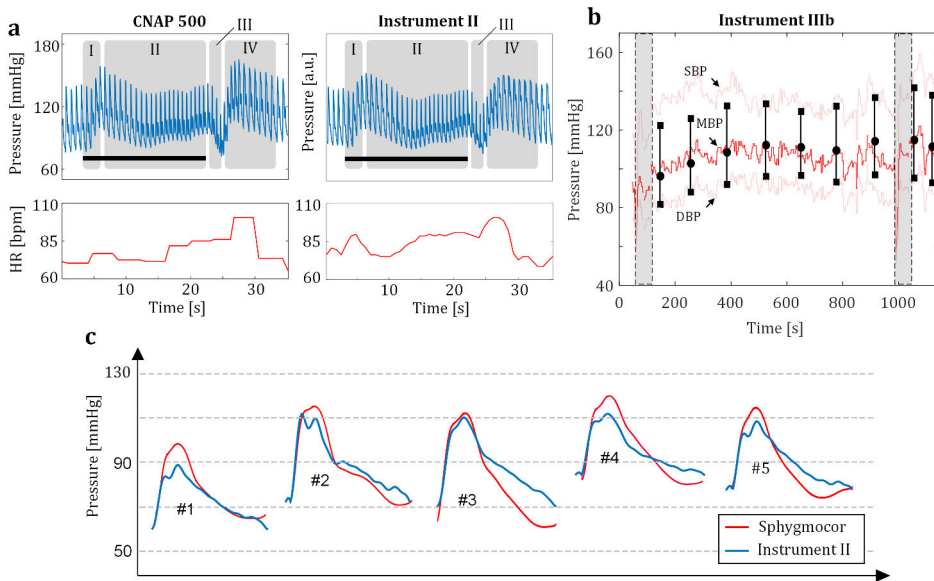 a
CNAP 500
III
Instrument II
III
b
Instrument IIIb
I
II
IV
I
II
IV
180
140
100
60
Pressure [mmHg]
Pressure [a.u.]
160
120
80
40
Pressure [mmHg]
SBP
MBP
DBP
110
85
60
HR [bpm]
110
85
60
10
20
30
10
20
30
Time [s]
Time [s]
0
200
400
600
800
1000
Time [s]
c
130
90
50
Pressure [mmHg]
#1
#2
#3
#4
#5
Sphygmocor
Instrument II